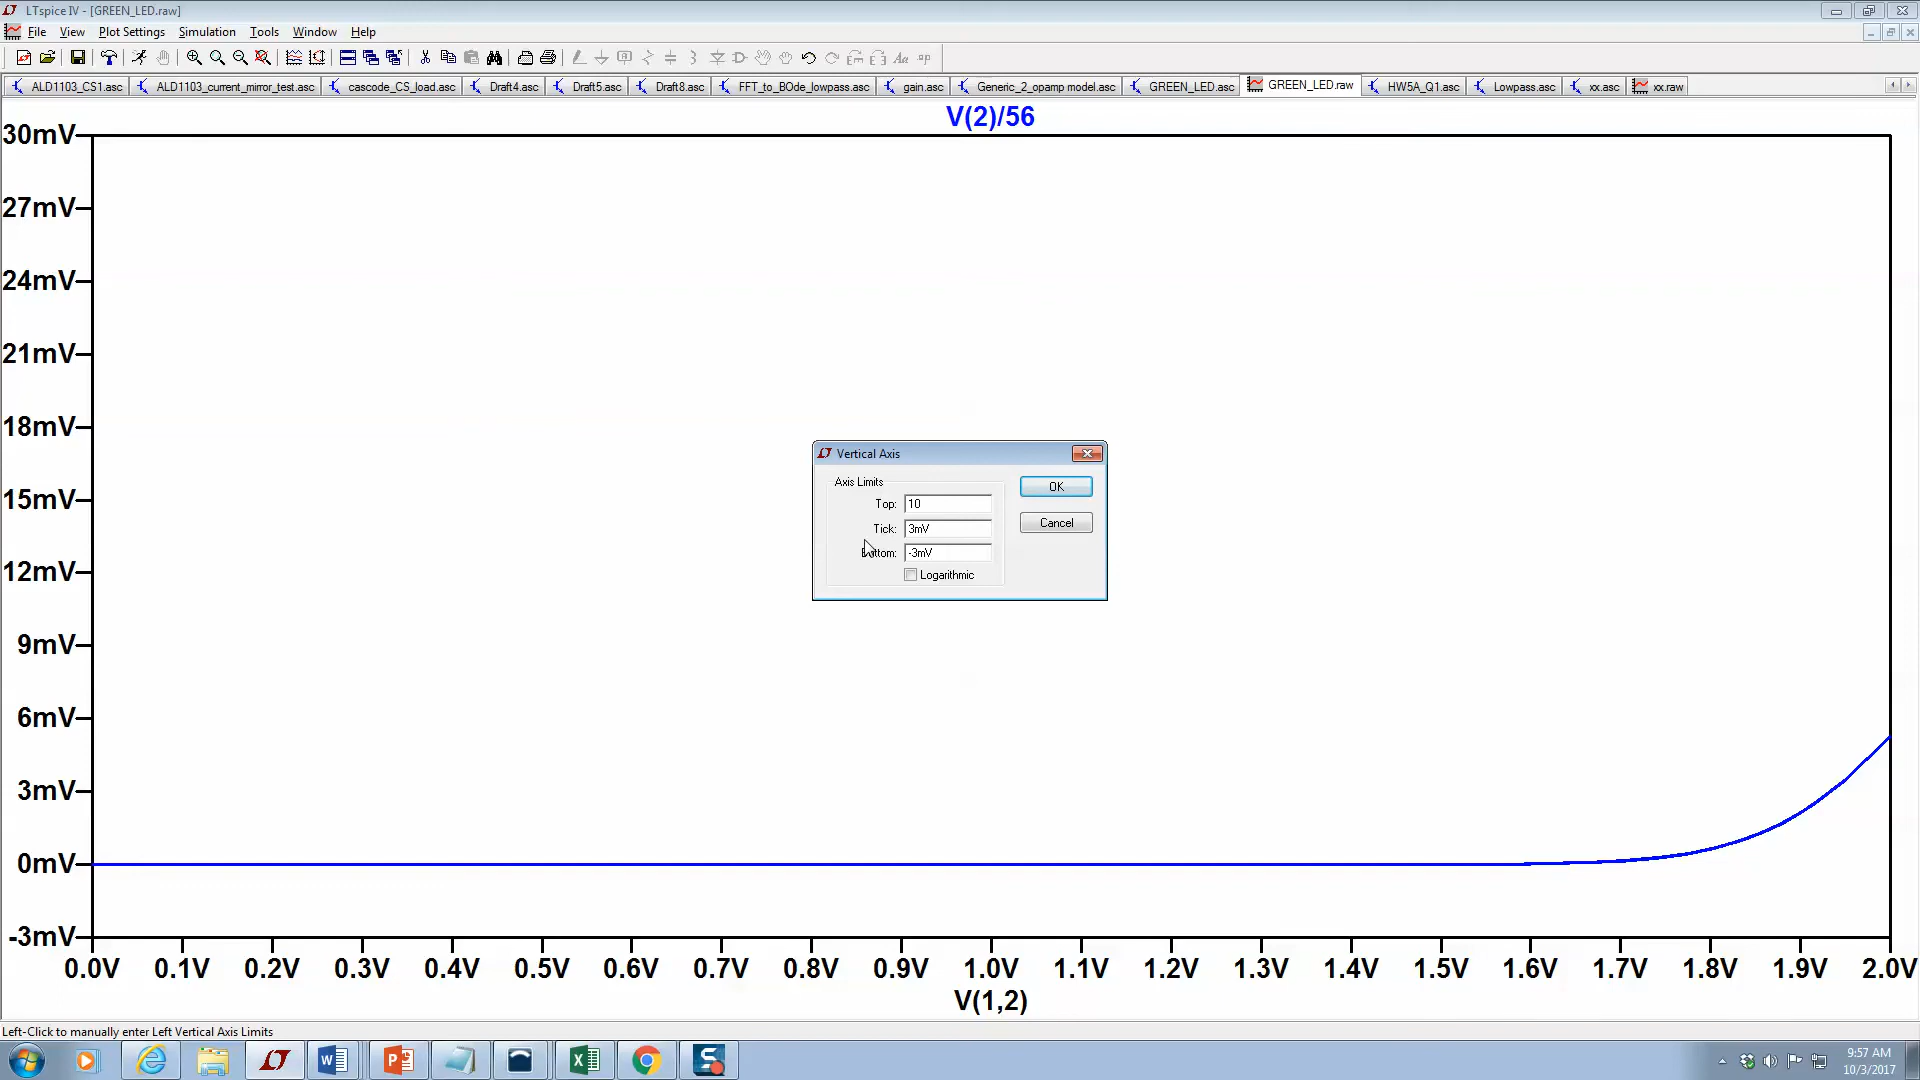 LTspice IV - [GREEN_LED.raw]
File View Plot Settings Simulation Tools Window Help
ALD1103_CS1.asc ALD1103_current_mirror_test.asc cascode_CS_load.asc Draft4.asc Draft5.asc Draft8.asc FFT_to_BOde_lowpass.asc gain.asc Generic_2_opamp model.asc GREEN_LED.asc GREEN_LED.raw HW5A_Q1.asc Lowpass.asc xx.asc xx.raw
V(2)/56
30mV
27mV
24mV
21mV
18mV
15mV
12mV
9mV
6mV
3mV
0mV
-3mV
Vertical Axis
Axis Limits
Top: 10
OK
Tick: 3mV
Cancel
Bottom: -3mV
Logarithmic
0.0V 0.1V 0.2V 0.3V 0.4V 0.5V 0.6V 0.7V 0.8V 0.9V 1.0V 1.1V 1.2V 1.3V 1.4V 1.5V 1.6V 1.7V 1.8V 1.9V 2.0V
V(1,2)
Left-Click to manually enter Left Vertical Axis Limits
9:57 AM
10/3/2017